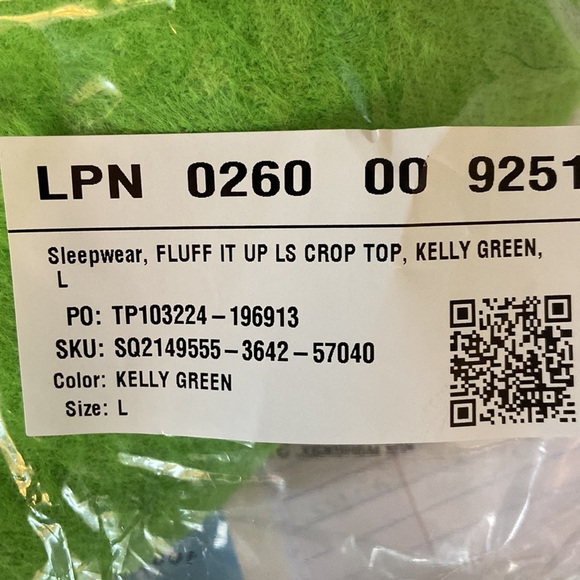 LPN 0260 00 9251
Sleepwear, FLUFF IT UP LS CROP TOP, KELLY GREEN,
L
PO: TP103224-196913
SKU: SQ2149555-3642-57040
Color: KELLY GREEN
Size: L